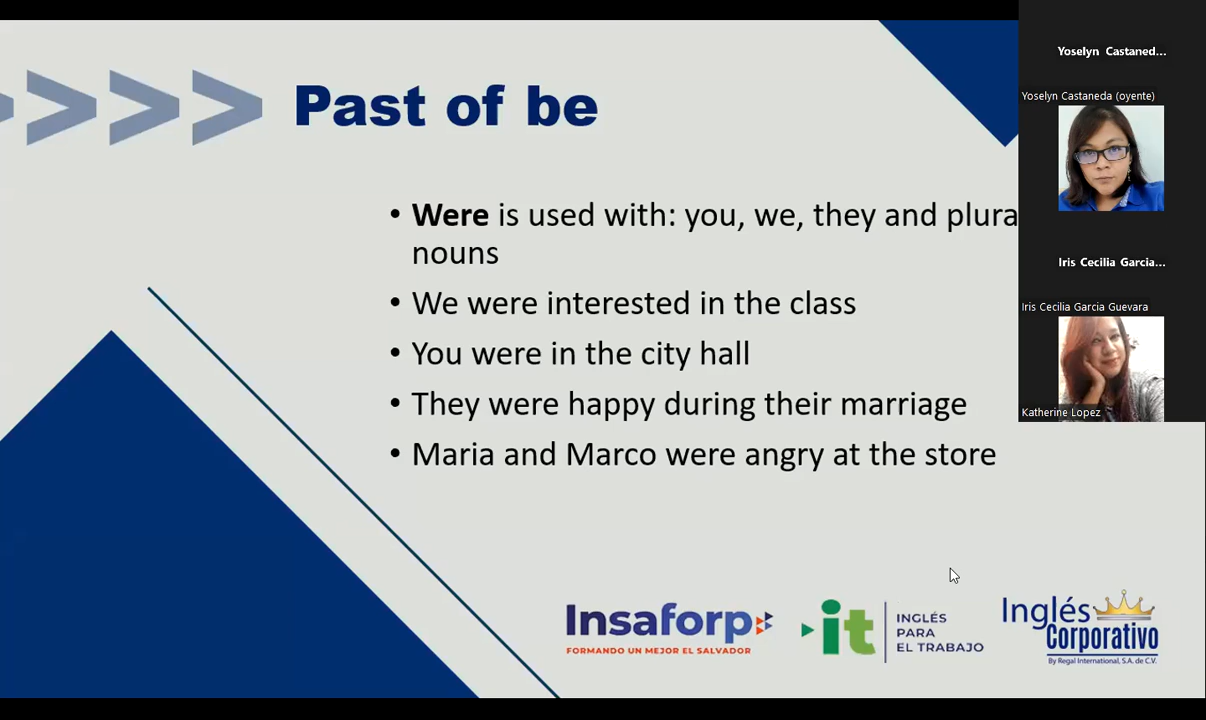 Past of be
• Were is used with: you, we, they and plura
nouns
• We were interested in the class
• You were in the city hall
• They were happy during their marriage
• Maria and Marco were angry at the store
Insaforp
FORMANDO UN MEJOR EL SALVADOR
it
INGLÉS
PARA
EL TRABAJO
Inglés
Corporativo
By Regal International, S.A. de C.V.
Yoselyn Castaned...
Yoselyn Castaneda (oyente)
Iris Cecilia Garcia...
Iris Cecilia Garcia Guevara
Katherine Lopez